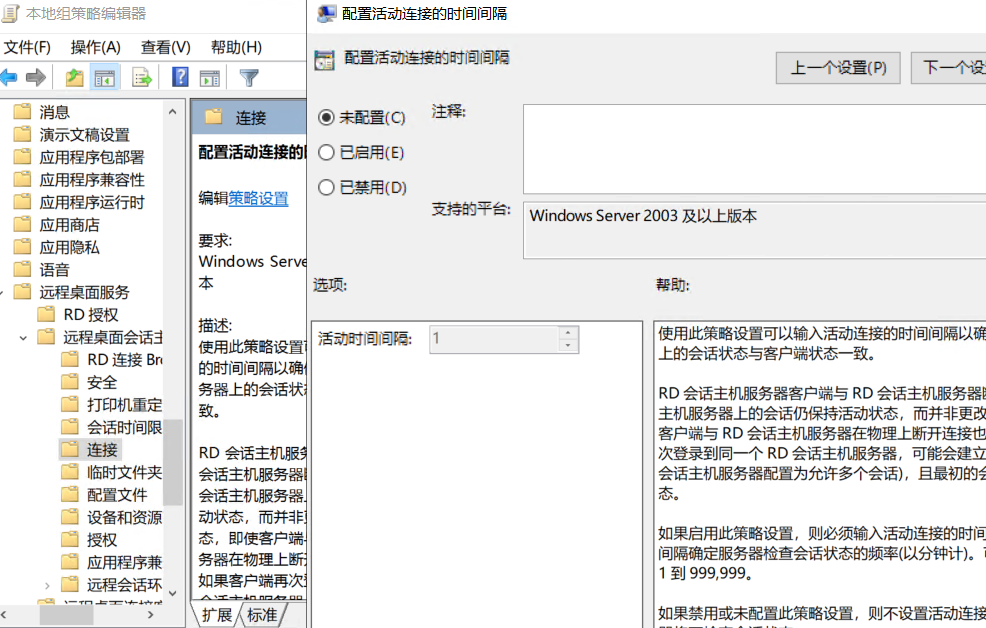 本地组策略编辑器
文件(F) 操作(A) 查看(V) 帮助(H)
消息
演示文稿设置
应用程序包部署
应用程序兼容性
应用程序运行时
应用商店
应用隐私
语音
远程桌面服务
RD 授权
远程桌面会话主
RD 连接 Bro
安全
打印机重定
会话时间限
连接
临时文件夹
配置文件
设备和资源
授权
应用程序兼
远程会话环
连接
配置活动连接的
编辑策略设置
要求:
Windows Serve
本
描述:
使用此策略设置
的时间间隔以确
务器上的会话状
致。
RD 会话主机服务
会话主机服务器
会话主机服务器
动状态，而并非
态，即使客户端
务器在物理上断
如果客户端再次
扩展 标准
配置活动连接的时间间隔
配置活动连接的时间间隔
上一个设置(P) 下一个设
未配置(C)
已启用(E)
已禁用(D)
注释:
支持的平台:
Windows Server 2003 及以上版本
选项:
帮助:
活动时间间隔: 1
使用此策略设置可以输入活动连接的时间间隔以确
上的会话状态与客户端状态一致。
RD 会话主机服务器客户端与 RD 会话主机服务器
主机服务器上的会话仍保持活动状态，而并非更改
客户端与 RD 会话主机服务器在物理上断开连接也
次登录到同一个 RD 会话主机服务器，可能会建立
会话主机服务器配置为允许多个会话)，且最初的会
态。
如果启用此策略设置，则必须输入活动连接的时间
间隔确定服务器检查会话状态的频率(以分钟计)。可
1 到 999,999。
如果禁用或未配置此策略设置，则不设置活动连接